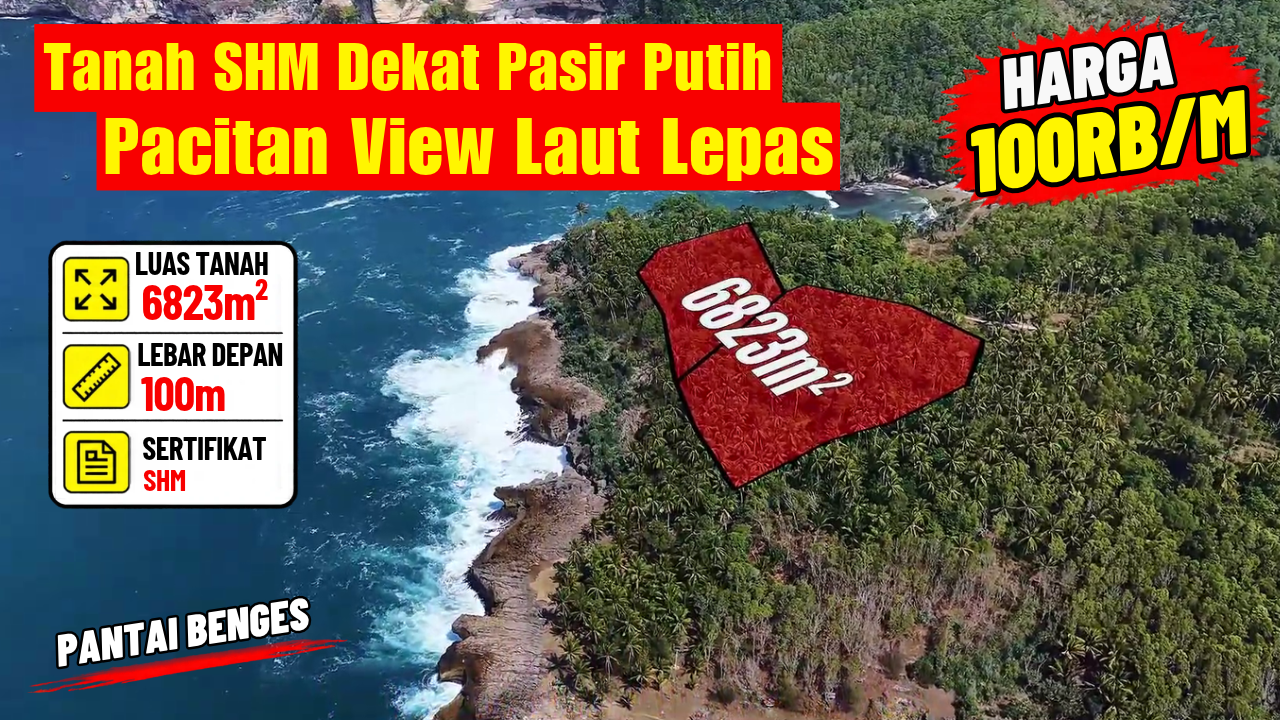 Tanah SHM Dekat Pasir Putih
Pacitan View Laut Lepas
HARGA
100RB/M
LUAS TANAH
6823m²
LEBAR DEPAN
100m
SERTIFIKAT
SHM
6823m²
PANTAI BENGES